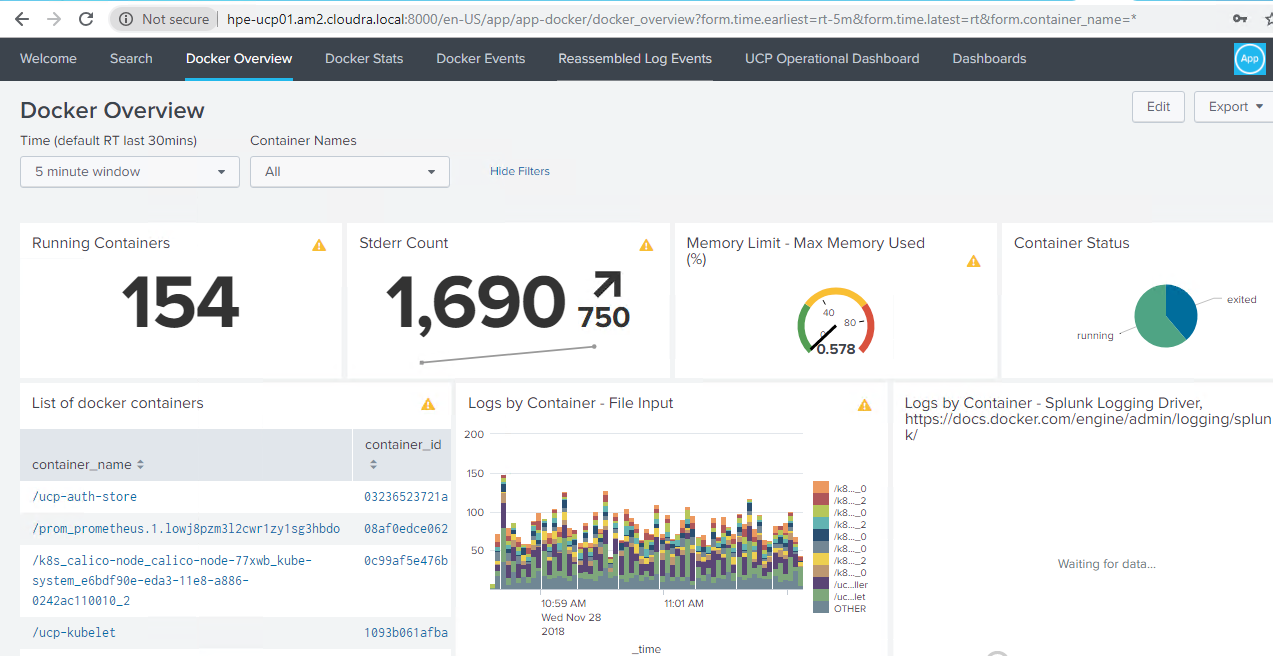 Not secure
hpe-ucp01.am2.cloudra.local:8000/en-US/app/app-docker/docker_overview?form.time.earliest=rt-5m&form.time.latest=rt&form.container_name=*
Welcome
Search
Docker Overview
Docker Stats
Docker Events
Reassembled Log Events
UCP Operational Dashboard
Dashboards
App
Docker Overview
Edit
Export
Time (default RT last 30mins)
Container Names
5 minute window
All
Hide Filters
Running Containers
154
Stderr Count
1,690
750
Memory Limit - Max Memory Used
(%)
0
40
80
0.578
Container Status
exited
running
List of docker containers
container_name
container_id
/ucp-auth-store
03236523721a
/prom_prometheus.1.lowj8pzm3l2cwr1zy1sg3hbdo
08af0edce062
/k8s_calico-node_calico-node-77xwb_kube-
system_e6bdf90e-eda3-11e8-a886-
0242ac110010_2
0c99af5e476b
/ucp-kubelet
1093b061afba
Logs by Container - File Input
200
150
100
50
10:59 AM
Wed Nov 28
2018
11:01 AM
_time
/k8..._0
/k8..._2
/k8..._0
/k8..._2
/k8..._0
/k8..._0
/k8..._2
/k8..._0
/uc...ller
/uc...let
OTHER
Logs by Container - Splunk Logging Driver,
https://docs.docker.com/engine/admin/logging/splun
k/
Waiting for data...